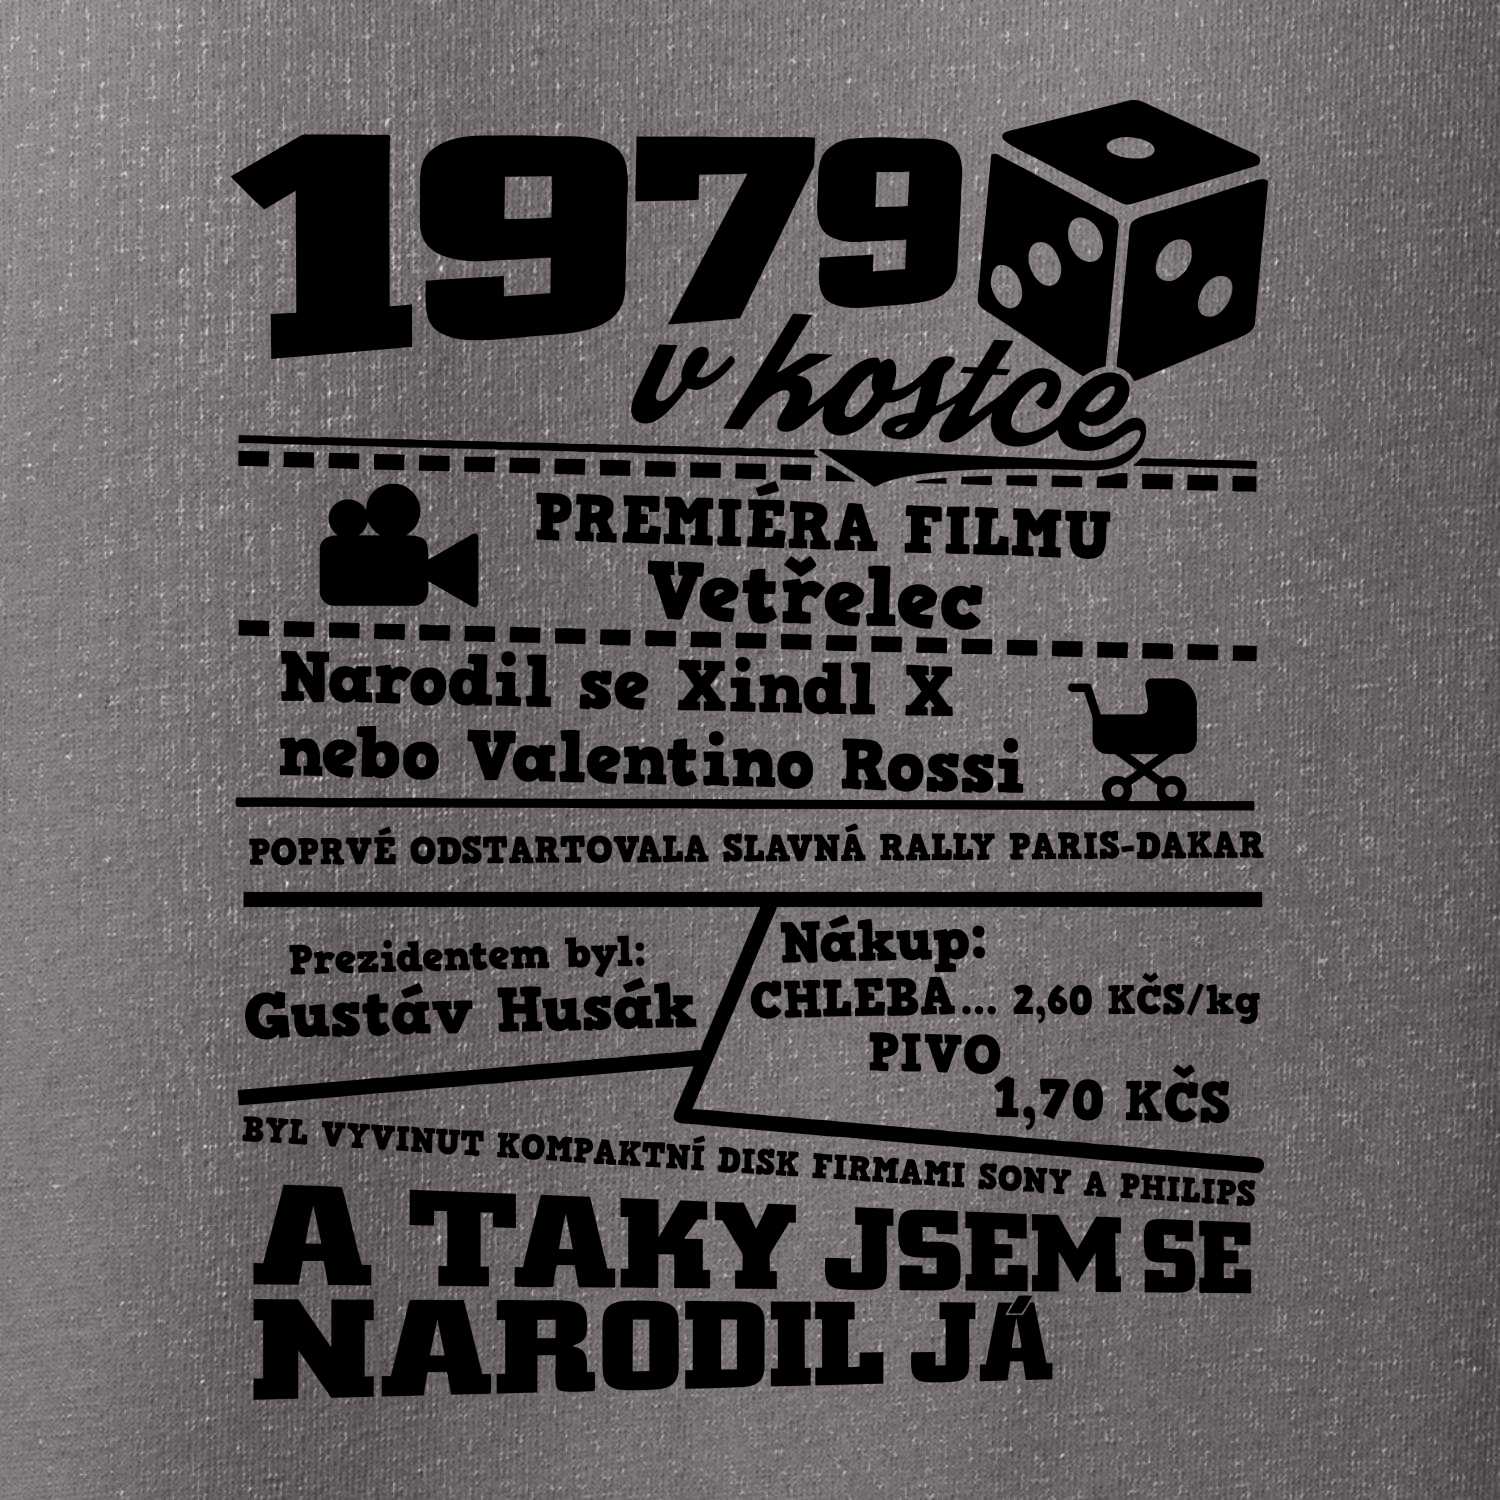 1979
v kostce
PREMIÉRA FILMU
Vetřelec
Narodil se Xindl X
nebo Valentino Rossi
POPRVÉ ODSTARTOVALA SLAVNÁ RALLY PARIS-DAKAR
Prezidentem byl:
Gustáv Husák
Nákup:
CHLEBA... 2,60 KČS/kg
PIVO
1,70 KČS
BYL VYVINUT KOMPAKTNÍ DISK FIRMAMI SONY A PHILIPS
A TAKY JSEM SE
NARODIL JÁ